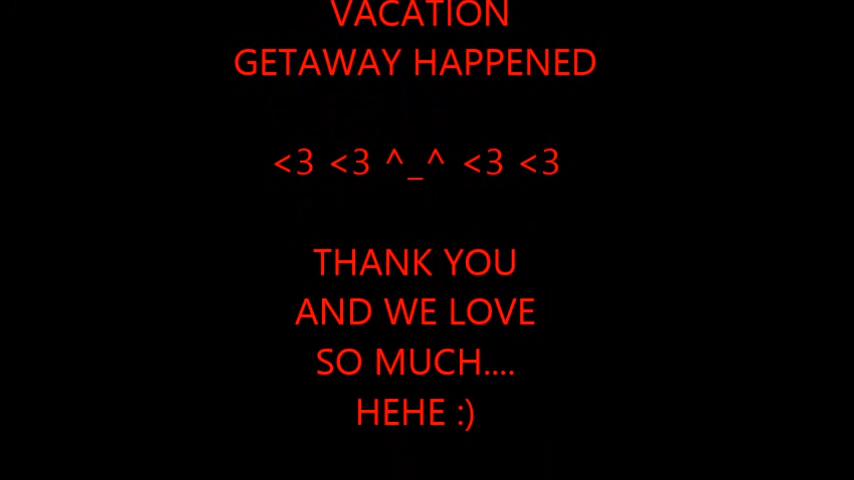 VACATION
GETAWAY HAPPENED
<3 <3 ^_^ <3 <3
THANK YOU
AND WE LOVE
SO MUCH....
HEHE :)